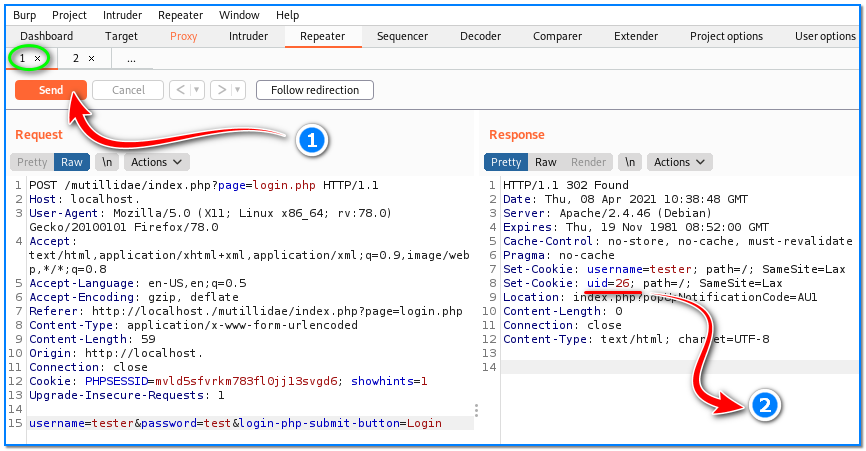 Burp Project Intruder Repeater Window Help
Dashboard Target Proxy Intruder Repeater Sequencer Decoder Comparer Extender Project options User options
1 × 2 × ...
Send Cancel < > Follow redirection
1
Request
Pretty Raw \n Actions
1 POST /mutillidae/index.php?page=login.php HTTP/1.1
2 Host: localhost.
3 User-Agent: Mozilla/5.0 (X11; Linux x86_64; rv:78.0)
Gecko/20100101 Firefox/78.0
4 Accept:
text/html,application/xhtml+xml,application/xml;q=0.9,image/web
p,*/*;q=0.8
5 Accept-Language: en-US,en;q=0.5
6 Accept-Encoding: gzip, deflate
7 Referer: http://localhost./mutillidae/index.php?page=login.php
8 Content-Type: application/x-www-form-urlencoded
9 Content-Length: 59
10 Origin: http://localhost.
11 Connection: close
12 Cookie: PHPSESSID=mvld5sfvrkm783fl0jj13svgd6; showhints=1
13 Upgrade-Insecure-Requests: 1
14
15 username=tester&password=test&login-php-submit-button=Login
Response
Pretty Raw Render \n Actions
1 HTTP/1.1 302 Found
2 Date: Thu, 08 Apr 2021 10:38:48 GMT
3 Server: Apache/2.4.46 (Debian)
4 Expires: Thu, 19 Nov 1981 08:52:00 GMT
5 Cache-Control: no-store, no-cache, must-revalidate
6 Pragma: no-cache
7 Set-Cookie: username=tester; path=/; SameSite=Lax
8 Set-Cookie: uid=26; path=/; SameSite=Lax
9 Location: index.php?popUpNotificationCode=AU1
10 Content-Length: 0
11 Connection: close
12 Content-Type: text/html; charset=UTF-8
13
14
2